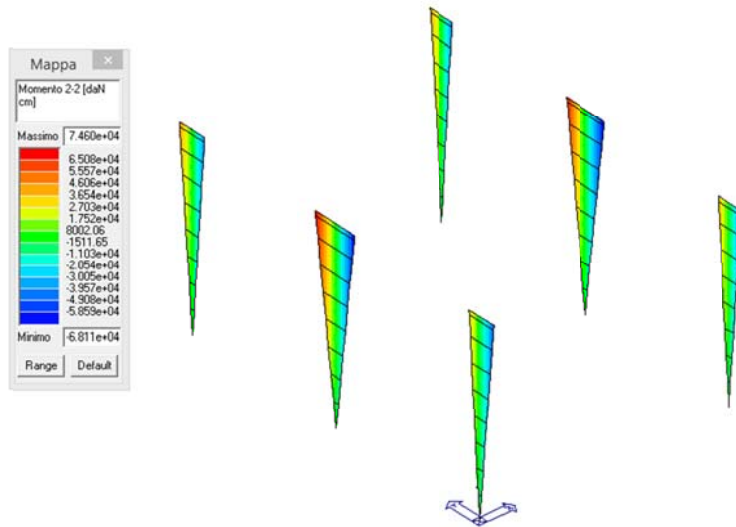 Mappa
Momento 2-2 [daN
cm]
Massimo 7.460e+04
6.508e+04
5.557e+04
4.606e+04
3.654e+04
2.703e+04
1.752e+04
8002.06
-1511.65
-1.103e+04
-2.054e+04
-3.005e+04
-3.957e+04
-4.908e+04
-5.859e+04
Minimo -6.811e+04
Range Default